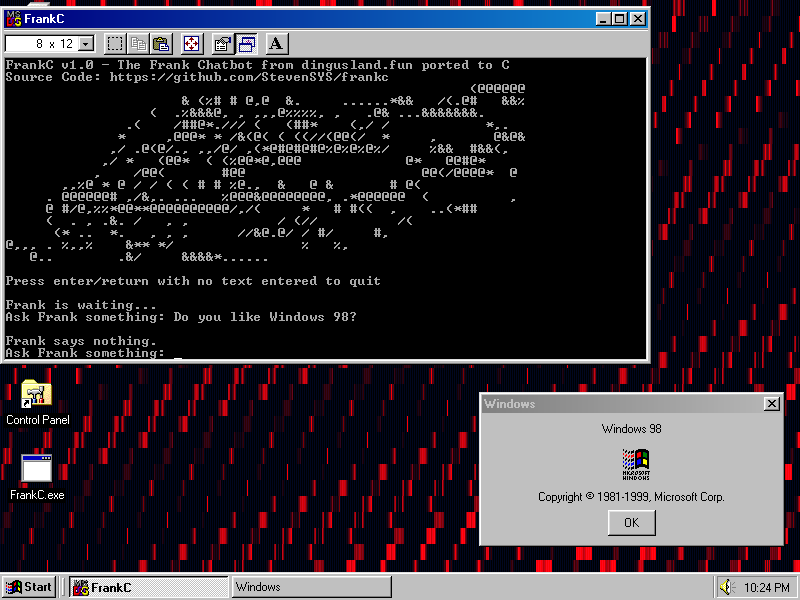 FrankC
8 x 12
A
FrankC v1.0 - The Frank Chatbot from dingusland.fun ported to C
Source Code: https://github.com/StevenSYS/frankc
Press enter/return with no text entered to quit
Frank is waiting...
Ask Frank something: Do you like Windows 98?
Frank says nothing.
Ask Frank something: _
Control Panel
FrankC.exe
Windows
Windows 98
MICROSOFT
WINDOWS
Copyright © 1981-1999, Microsoft Corp.
OK
Start
FrankC
Windows
10:24 PM